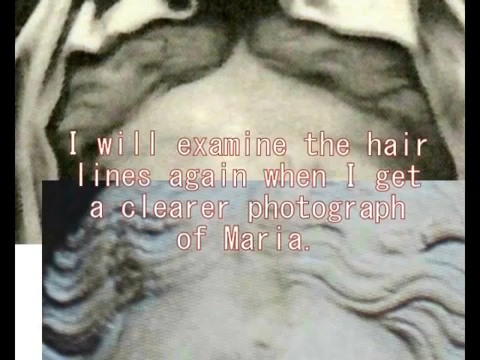 I will examine the hair
lines again when I get
a clearer photograph
of Maria.